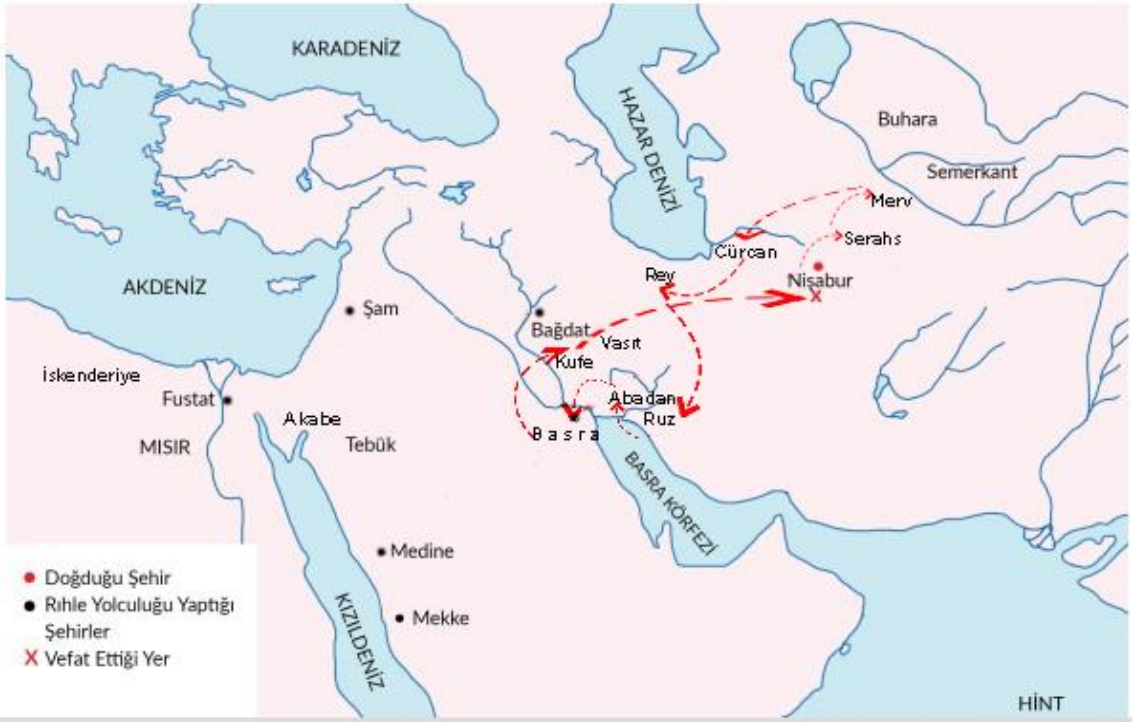 KARADENİZ
HAZAR DENİZİ
Buhara
Semerkant
Merv
Serahs
Cürcan
Rey
Nişabur
X
AKDENİZ
Şam
Bağdat
Vasıt
Kufe
İskenderiye
Fustat
Abadan
Akabe
Basra
Ruz
MISIR
Tebük
BASRA KÖRFEZİ
Medine
Mekke
KIZILDENİZ
Doğduğu Şehir
Rıhle Yolculuğu Yaptığı
Şehirler
X Vefat Ettiği Yer
HİNT